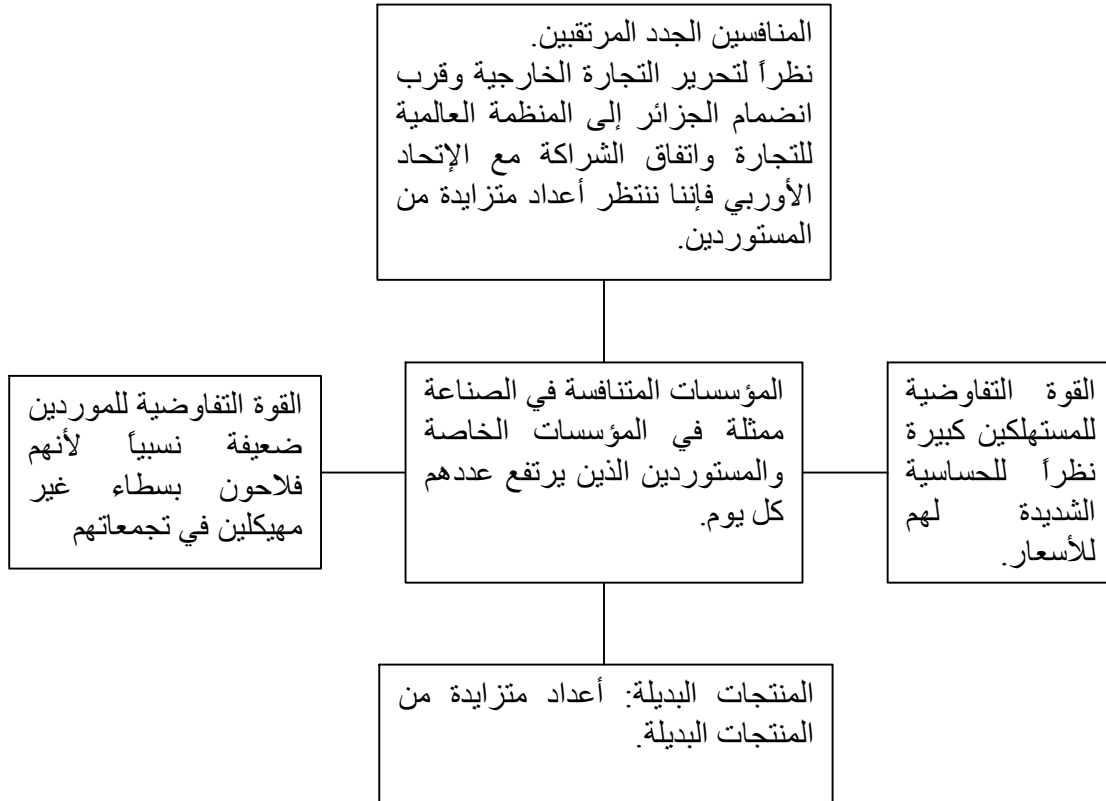 المنافسين الجدد المرتقبين.
نظراً لتحرير التجارة الخارجية وقرب
انضمام الجزائر إلى المنظمة العالمية
للتجارة واتفاق الشراكة مع الإتحاد
الأوربي فإننا ننتظر أعداد متزايدة من
المستوردين.
القوة التفاوضية
للمستهلكين كبيرة
نظراً للحساسية
الشديدة لهم
للأسعار.
المؤسسات المتنافسة في الصناعة
ممثلة في المؤسسات الخاصة
والمستوردين الذين يرتفع عددهم
كل يوم.
القوة التفاوضية للموردين
ضعيفة نسبياً لأنهم
فلاحون بسطاء غير
مهيكلين في تجمعاتهم
المنتجات البديلة: أعداد متزايدة من
المنتجات البديلة.